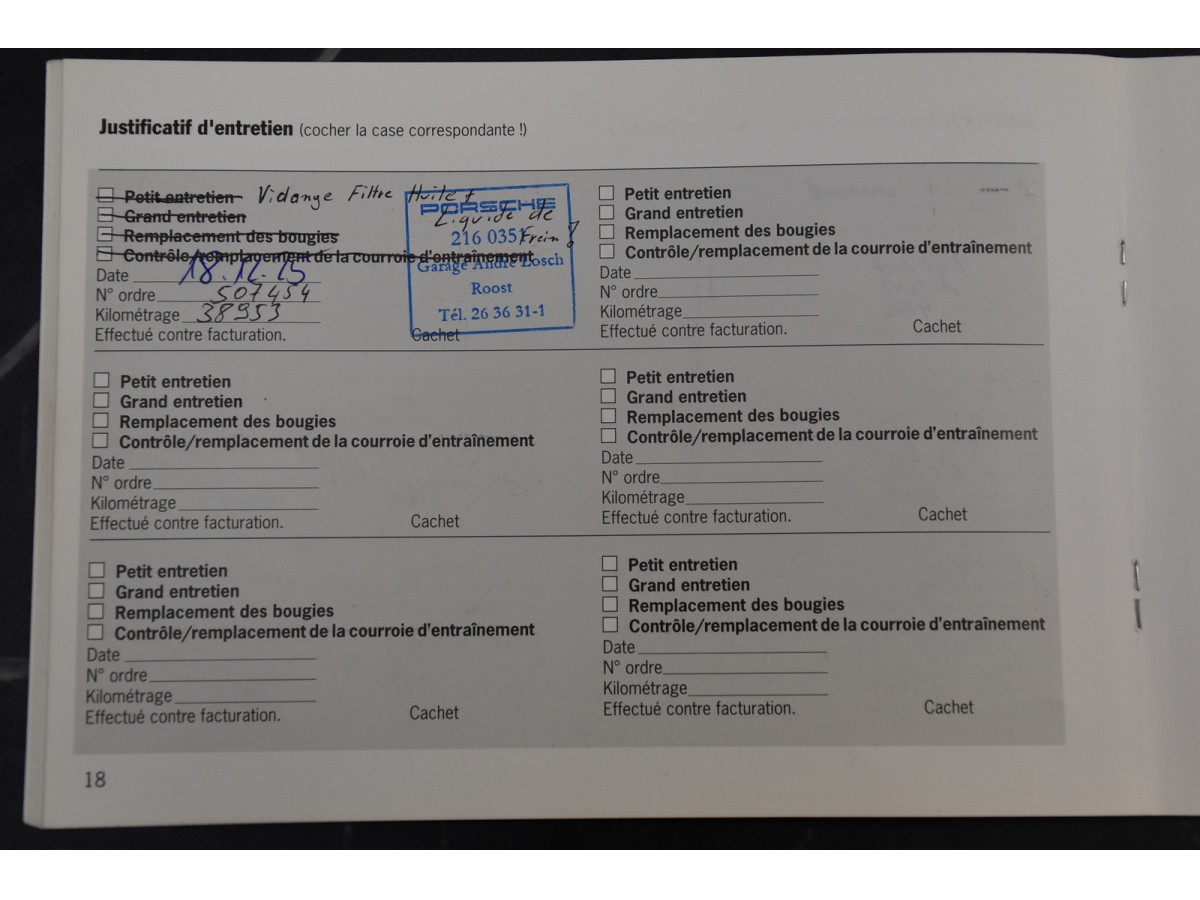 Justificatif d'entretien (cocher la case correspondante !)
Petit entretien Vidange Filtre Huile +
Grand entretien Liquide de
Remplacement des bougies Frein !
Contrôle/remplacement de la courroie d'entraînement
Date 18.12.15
N° ordre 507454
Kilométrage 38953
Effectué contre facturation. Cachet
PORSCHE
216 035
Garage André Losch
Roost
Tél. 26 36 31-1
Petit entretien
Grand entretien
Remplacement des bougies
Contrôle/remplacement de la courroie d'entraînement
Date
N° ordre
Kilométrage
Effectué contre facturation. Cachet
Petit entretien
Grand entretien
Remplacement des bougies
Contrôle/remplacement de la courroie d'entraînement
Date
N° ordre
Kilométrage
Effectué contre facturation. Cachet
Petit entretien
Grand entretien
Remplacement des bougies
Contrôle/remplacement de la courroie d'entraînement
Date
N° ordre
Kilométrage
Effectué contre facturation. Cachet
Petit entretien
Grand entretien
Remplacement des bougies
Contrôle/remplacement de la courroie d'entraînement
Date
N° ordre
Kilométrage
Effectué contre facturation. Cachet
Petit entretien
Grand entretien
Remplacement des bougies
Contrôle/remplacement de la courroie d'entraînement
Date
N° ordre
Kilométrage
Effectué contre facturation. Cachet
18